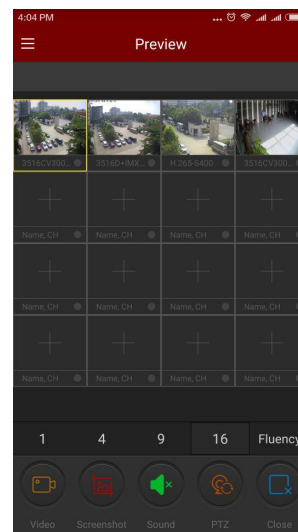 4:04 PM ...
Preview
3516CV300... 3516D+IMX... H.265-S400 3516CV300...
Name, CH Name, CH Name, CH Name, CH
Name, CH Name, CH Name, CH Name, CH
Name, CH Name, CH Name, CH Name, CH
1 4 9 16 Fluency
Video Screenshot Sound PTZ Close